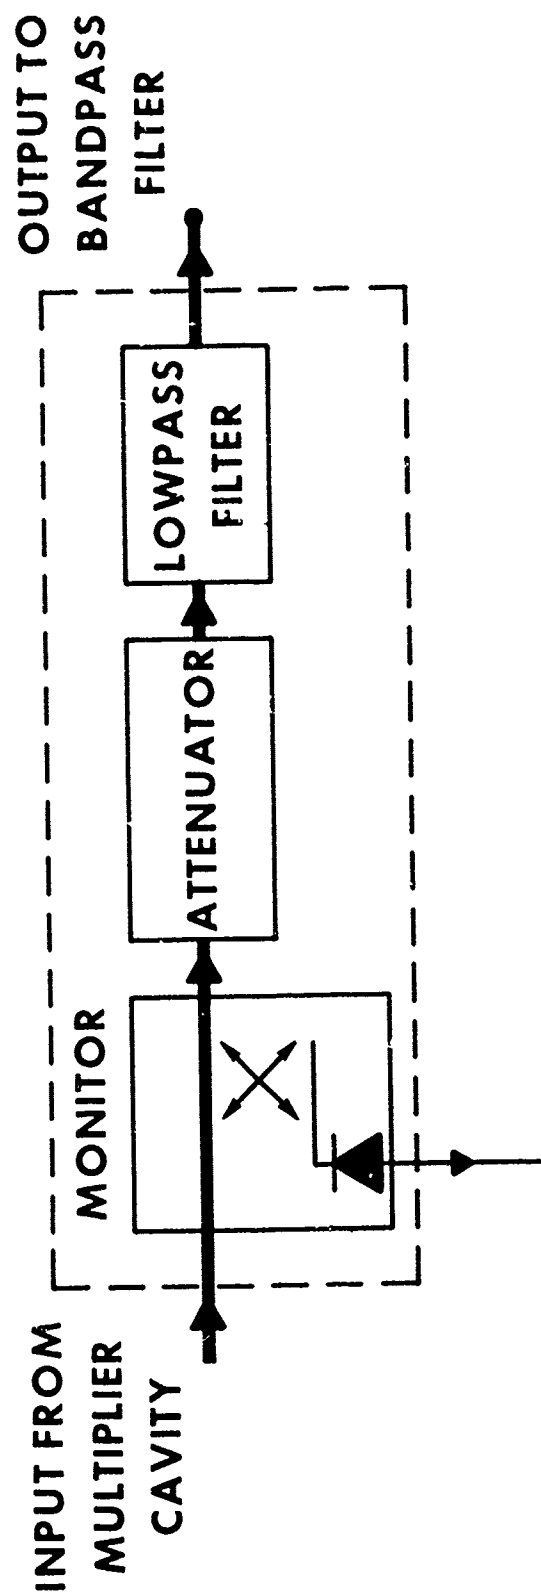 INPUT FROM
MULTIPLIER
CAVITY
MONITOR
ATTENUATOR
LOWPASS
FILTER
OUTPUT TO
BANDPASS
FILTER